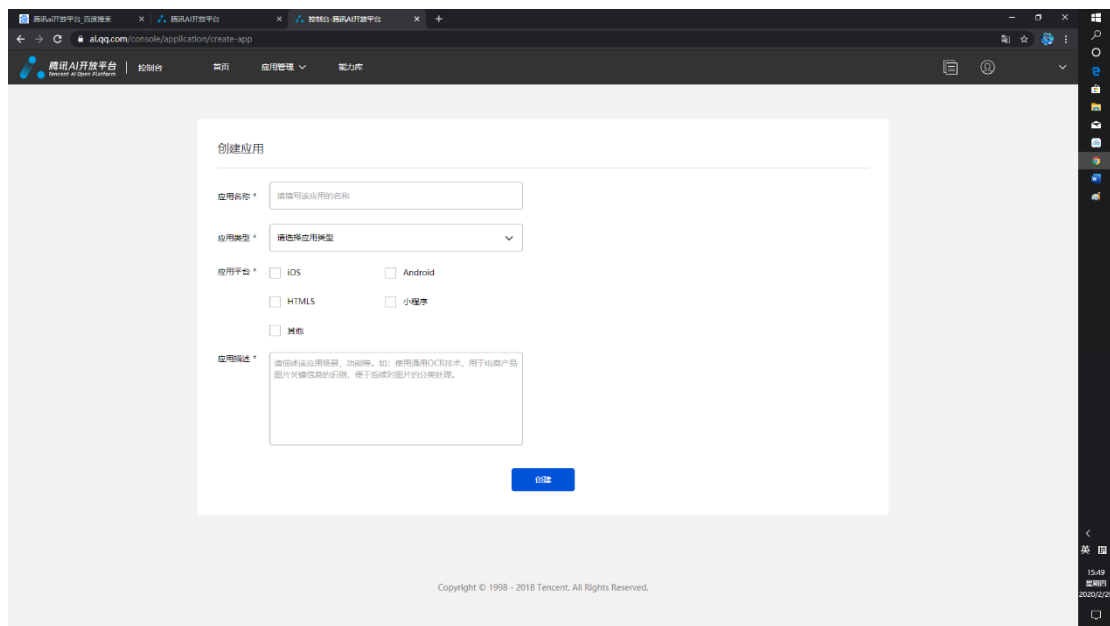 腾讯ai开放平台_百度搜索
腾讯AI开放平台
控制台-腾讯AI开放平台
ai.qq.com/console/application/create-app
腾讯AI开放平台
Tencent AI Open Platform
控制台
首页
应用管理
能力库
创建应用
应用名称 *
请填写该应用的名称
应用类型 *
请选择应用类型
应用平台 *
iOS
Android
HTML5
小程序
其他
应用描述 *
请描述该应用场景、功能等。如：使用通用OCR技术，用于电商产品
图片关键信息的识别，便于后续对图片的分类处理。
创建
Copyright © 1998 - 2018 Tencent. All Rights Reserved.
英
15:49
星期四
2020/2/20